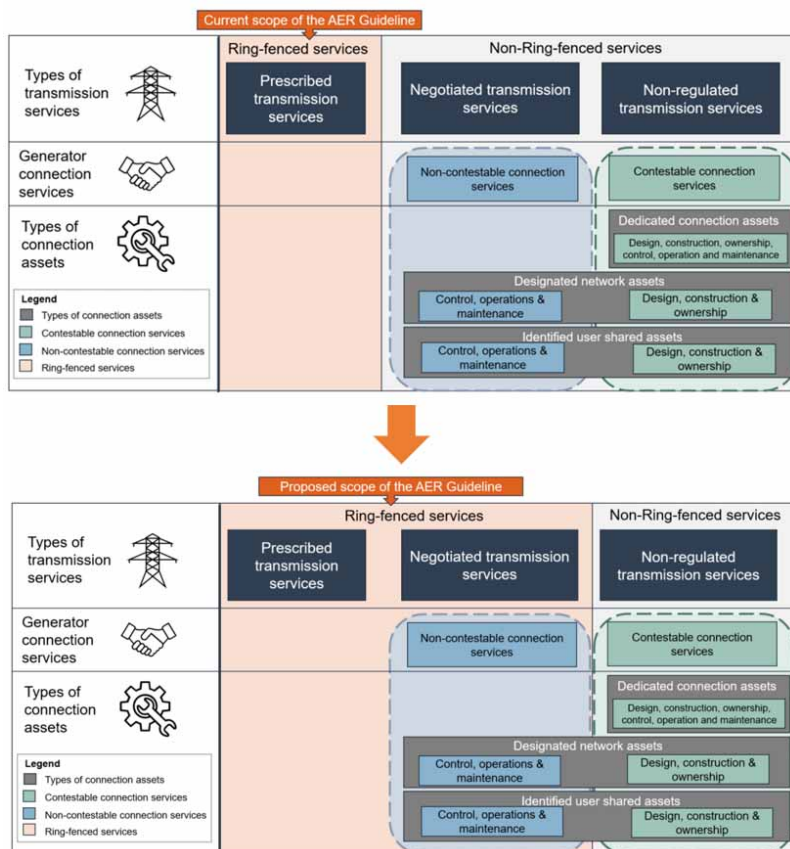 Current scope of the AER Guideline
Ring-fenced services
Non-Ring-fenced services
Types of
transmission
services
Prescribed
transmission
services
Negotiated transmission
services
Non-regulated
transmission services
Generator
connection
services
Non-contestable connection
services
Contestable connection
services
Types of
connection
assets
Dedicated connection assets
Design, construction, ownership,
control, operation and maintenance
Designated network assets
Control, operations &
maintenance
Design, construction &
ownership
Identified user shared assets
Control, operations &
maintenance
Design, construction &
ownership
Legend
Types of connection assets
Contestable connection services
Non-contestable connection services
Ring-fenced services
Proposed scope of the AER Guideline
Ring-fenced services
Non-Ring-fenced services
Types of
transmission
services
Prescribed
transmission
services
Negotiated transmission
services
Non-regulated
transmission services
Generator
connection
services
Non-contestable connection
services
Contestable connection
services
Types of
connection
assets
Dedicated connection assets
Design, construction, ownership,
control, operation and maintenance
Designated network assets
Control, operations &
maintenance
Design, construction &
ownership
Identified user shared assets
Control, operations &
maintenance
Design, construction &
ownership
Legend
Types of connection assets
Contestable connection services
Non-contestable connection services
Ring-fenced services